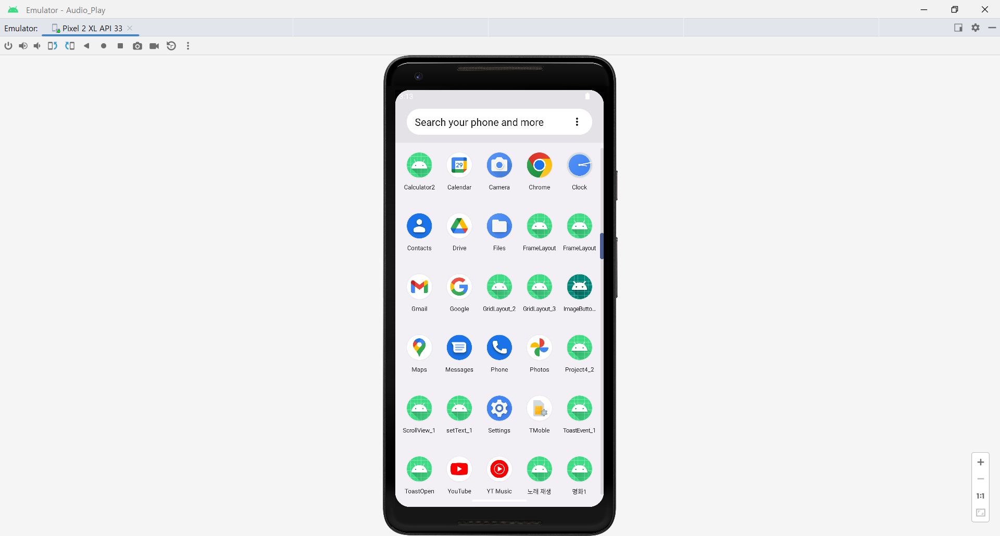 Emulator - Audio_Play
Emulator: Pixel 2 XL API 33
3:13
Search your phone and more
29
Calculator2 Calendar Camera Chrome Clock
Contacts Drive Files FrameLayout FrameLayout
Gmail Google GridLayout_2 GridLayout_3 ImageButto...
Maps Messages Phone Photos Project4_2
ScrollView_1 setText_1 Settings TMoble ToastEvent_1
ToastOpen YouTube YT Music 노래 재생 명화1
1:1